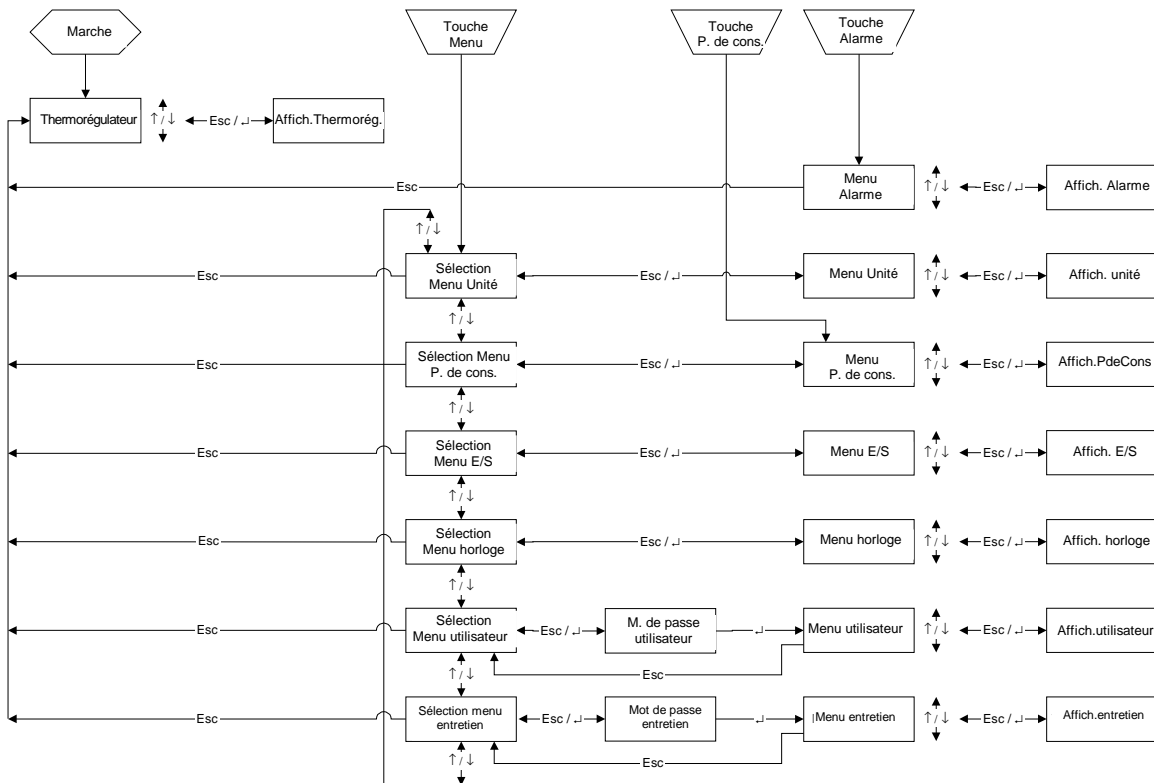 Marche
Touche
Menu
Touche
P. de cons.
Touche
Alarme
Thermorégulateur
↑/↓
Esc / ↵
Affich.Thermorég.
Esc
Menu
Alarme
↑/↓
Esc / ↵
Affich. Alarme
↑/↓
Esc
Sélection
Menu Unité
Esc / ↵
Menu Unité
↑/↓
Esc / ↵
Affich. unité
↑/↓
Esc
Sélection Menu
P. de cons.
Esc / ↵
Menu
P. de cons.
↑/↓
Esc / ↵
Affich.PdeCons
↑/↓
Esc
Sélection
Menu E/S
Esc / ↵
Menu E/S
↑/↓
Esc / ↵
Affich. E/S
↑/↓
Esc
Sélection
Menu horloge
Esc / ↵
Menu horloge
↑/↓
Esc / ↵
Affich. horloge
↑/↓
Esc
Sélection
Menu utilisateur
Esc / ↵
M. de passe
utilisateur
↵
Menu utilisateur
↑/↓
Esc / ↵
Affich.utilisateur
Esc
↑/↓
Esc
Sélection menu
entretien
Esc / ↵
Mot de passe
entretien
↵
Menu entretien
↑/↓
Esc / ↵
Affich.entretien
Esc
↑/↓